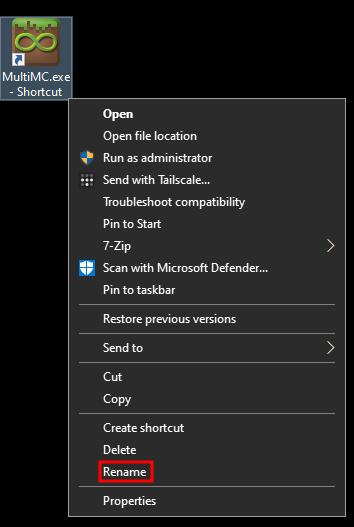 MultiMC.exe
- Shortcut
Open
Open file location
Run as administrator
Send with Tailscale...
Troubleshoot compatibility
Pin to Start
7-Zip
Scan with Microsoft Defender...
Pin to taskbar
Restore previous versions
Send to
Cut
Copy
Create shortcut
Delete
Rename
Properties